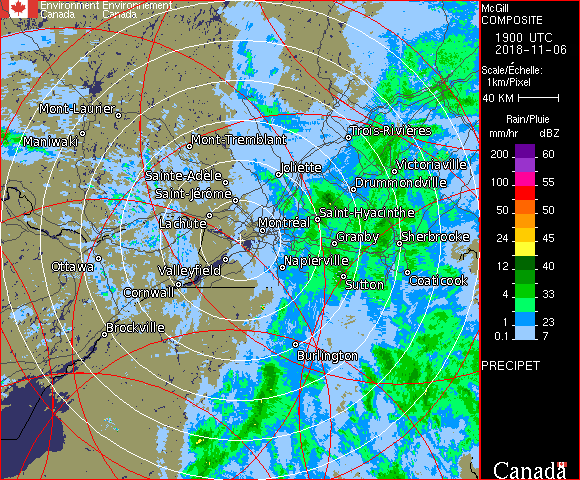 Environment Environnement
Canada Canada
McGill
COMPOSITE
1900 UTC
2018-11-06
Scale/Échelle:
1km/Pixel
40 KM
Rain/Pluie
mm/hr dBZ
200 60
100 55
50 50
24 45
12 40
4 33
1 23
0.1 7
PRECIPET
Canada
Mont-Laurier
Maniwaki
Mont-Tremblant
Trois-Rivières
Joliette
Victoriaville
Sainte-Adèle
Drummondville
Saint-Jérôme
Saint-Hyacinthe
Lachute
Montréal
Granby
Sherbrooke
Ottawa
Valleyfield
Napierville
Coaticook
Cornwall
Sutton
Brockville
Burlington